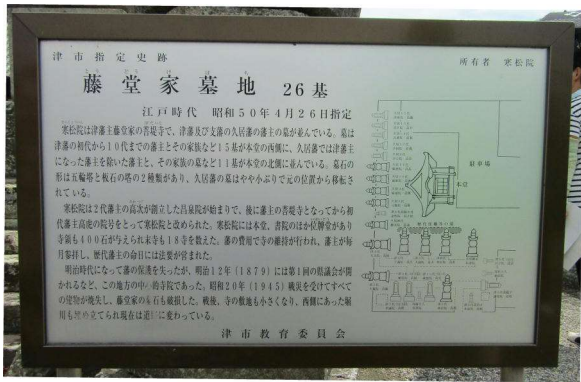 津市指定史跡
所有者 寒松院
藤堂家墓地 26基
江戸時代 昭和50年4月26日指定
寒松院は津藩主藤堂家の菩提寺で、津藩及び支藩の久居藩の藩主の墓が並んでいる。墓は
津藩の初代から10代までの藩主とその家族など15基が本堂の西側に、久居藩では津藩主
になった藩主を除いた藩主と、その家族の墓など11基が本堂の北側に並んでいる。墓石の
形は五輪塔と板石の塔の2種類があり、久居藩の墓はやや小ぶりで元の位置から移転さ
れている。
寒松院は2代藩主の高次が創立した昌泉院が始まりで、後に藩主の菩提寺となってから初
代藩主高虎の院号をとって寒松院と改められた。寒松院には本堂、書院のほか位牌堂があり
寺領も400石が与えられ末寺も18寺を数えた。藩の費用で寺の維持が行われ、藩主が毎
月参拝し、歴代藩主の命日には法要が営まれた。
明治時代になって藩の保護を失ったが、明治12年(1879)には第1回の県議会が開
かれるなど、この地方の中心的寺院であった。昭和20年(1945)戦災を受けてすべて
の建物が焼失し、藤堂家の墓石も破損した。戦後、寺の敷地も小さくなり、西側にあった堀
川も埋め立てられ現在は道路に変わっている。
津市教育委員会
駐車場
本堂